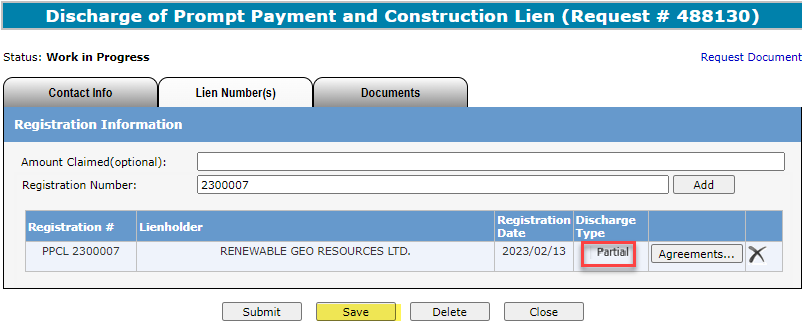 Discharge of Prompt Payment and Construction Lien (Request # 488130)
Status: Work in Progress
Request Document
Contact Info
Lien Number(s)
Documents
Registration Information
Amount Claimed(optional):
Registration Number: 2300007 Add
Registration # Lienholder Registration Date Discharge Type
PPCL 2300007 RENEWABLE GEO RESOURCES LTD. 2023/02/13 Partial Agreements...
Submit Save Delete Close